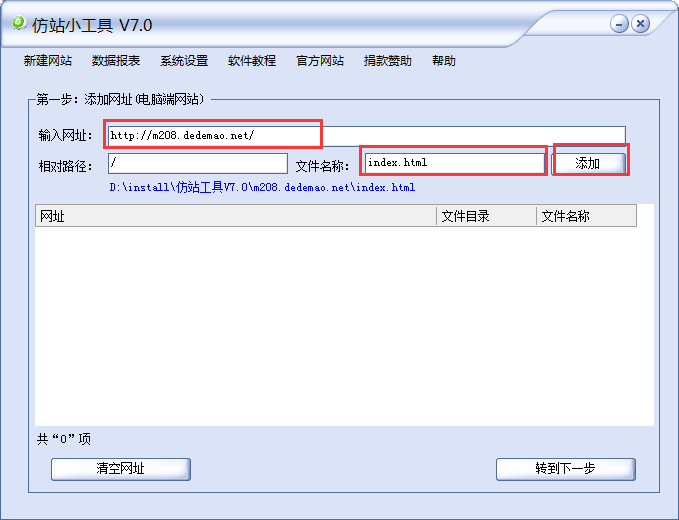 仿站小工具 V7.0
新建网站 数据报表 系统设置 软件教程 官方网站 捐款赞助 帮助
第一步：添加网址(电脑端网站)
输入网址： http://m208.dedemao.net/
相对路径： / 文件名称： index.html 添加
D:\install\仿站工具V7.0\m208.dedemao.net\index.html
网址 文件目录 文件名称
共“0”项
清空网址 转到下一步